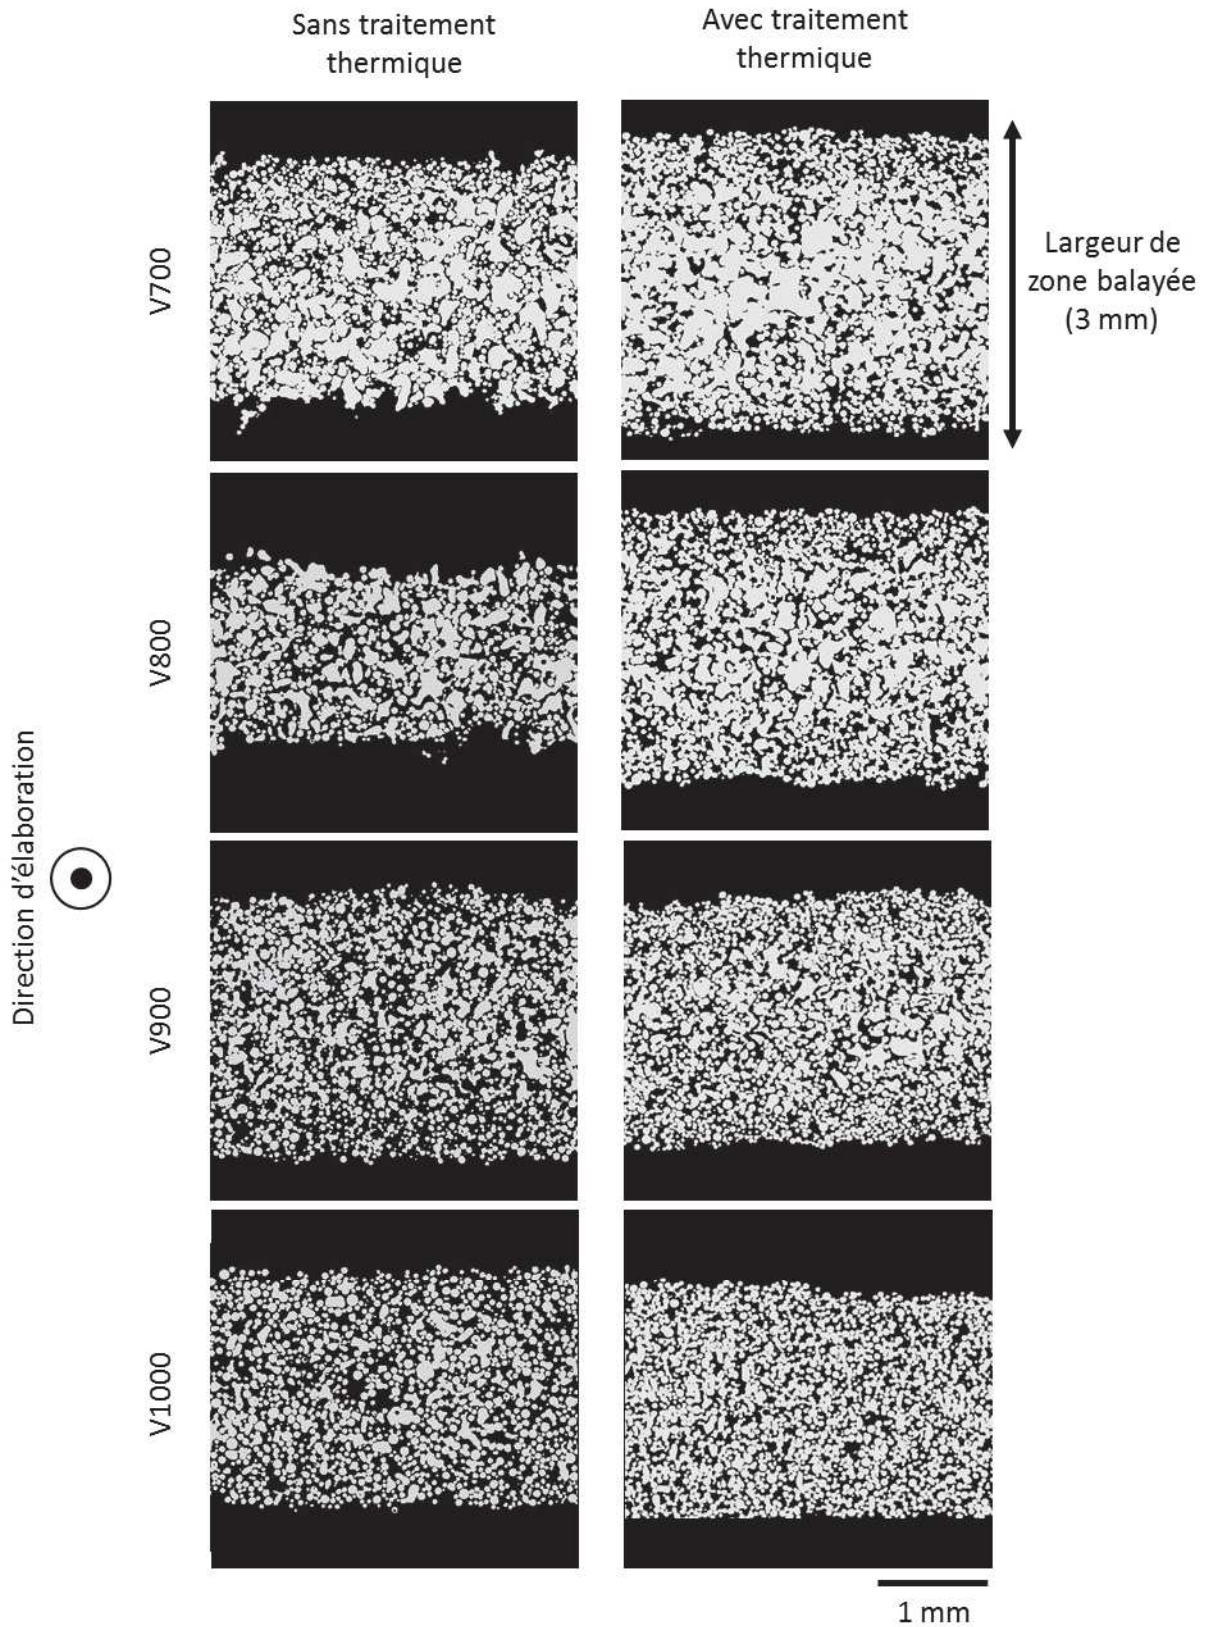 Sans traitement
thermique
Avec traitement
thermique
V700
Largeur de
zone balayée
(3 mm)
V800
Direction d'élaboration
V900
V1000
1 mm